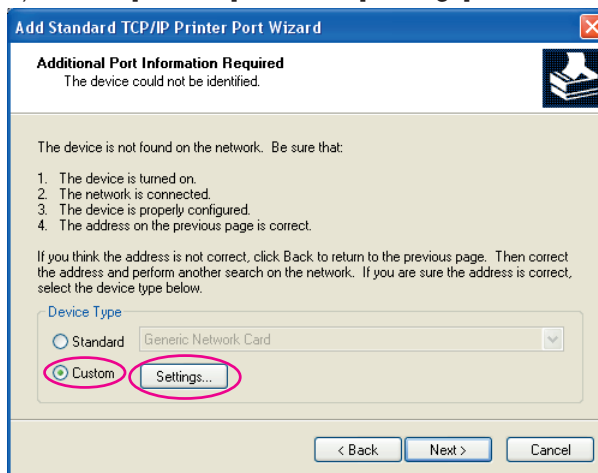 Add Standard TCP/IP Printer Port Wizard
Additional Port Information Required
The device could not be identified.
The device is not found on the network. Be sure that:
1. The device is turned on.
2. The network is connected.
3. The device is properly configured.
4. The address on the previous page is correct.
If you think the address is not correct, click Back to return to the previous page. Then correct
the address and perform another search on the network. If you are sure the address is correct,
select the device type below.
Device Type
Standard Generic Network Card
Custom Settings...
< Back Next > Cancel